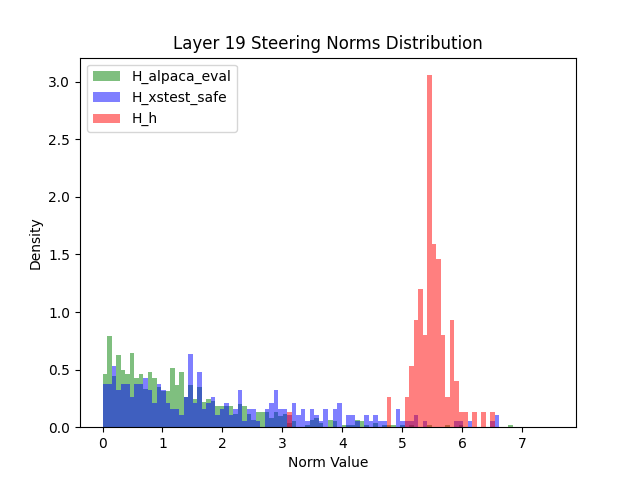 Layer 19 Steering Norms Distribution
H_alpaca_eval
H_xstest_safe
H_h
Density
3.0
2.5
2.0
1.5
1.0
0.5
0.0
0 1 2 3 4 5 6 7
Norm Value